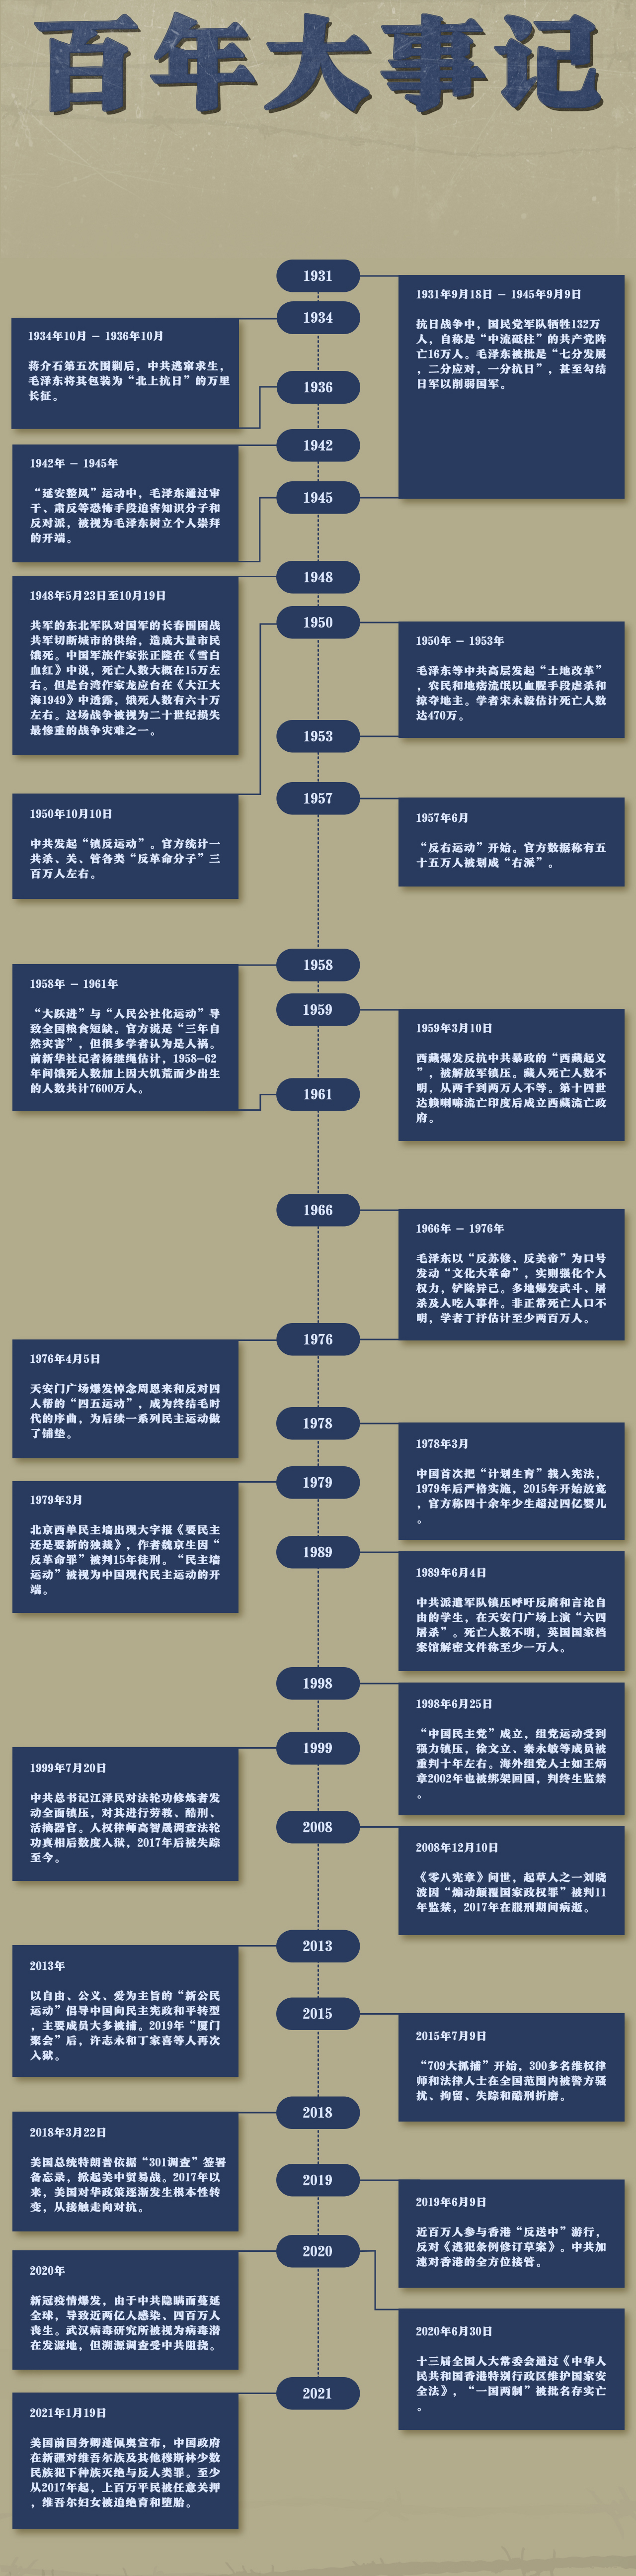 百年大事记
1931
1931年9月18日 – 1945年9月9日
抗日战争中，国民党军队牺牲132万
人，自称是“中流砥柱”的共产党阵
亡16万人。毛泽东被批是“七分发展
，二分应对，一分抗日”，甚至勾结
日军以削弱国军。
1934
1934年10月 – 1936年10月
蒋介石第五次围剿后，中共逃窜求生，
毛泽东将其包装为“北上抗日”的万里
长征。
1936
1942
1942年 – 1945年
“延安整风”运动中，毛泽东通过审
干、肃反等恐怖手段迫害知识分子和
反对派，被视为毛泽东树立个人崇拜
的开端。
1945
1948
1948年5月23日至10月19日
共军的东北军队对国军的长春围困战
共军切断城市的供给，造成大量市民
饿死。中国军旅作家张正隆在《雪白
血红》中说，死亡人数大概在15万左
右。但是台湾作家龙应台在《大江大
海1949》中透露，饿死人数有六十万
左右。这场战争被视为二十世纪损失
最惨重的战争灾难之一。
1950
1950年 – 1953年
毛泽东等中共高层发起“土地改革”
，农民和地痞流氓以血腥手段虐杀和
掠夺地主。学者宋永毅估计死亡人数
达470万。
1953
1950年10月10日
中共发起“镇反运动”。官方统计一
共杀、关、管各类“反革命分子”三
百万人左右。
1957
1957年6月
“反右运动”开始。官方数据称有五
十五万人被划成“右派”。
1958
1958年 – 1961年
“大跃进”与“人民公社化运动”导
致全国粮食短缺。官方说是“三年自
然灾害”，但很多学者认为是人祸。
前新华社记者杨继绳估计，1958–62
年间饿死人数加上因大饥荒而少出生
的人数共计7600万人。
1959
1959年3月10日
西藏爆发反抗中共暴政的“西藏起义
”，被解放军镇压。藏人死亡人数不
明，从两千到两万人不等。第十四世
达赖喇嘛流亡印度后成立西藏流亡政
府。
1961
1966
1966年 – 1976年
毛泽东以“反苏修、反美帝”为口号
发动“文化大革命”，实则强化个人
权力，铲除异己。多地爆发武斗、屠
杀及人吃人事件。非正常死亡人口不
明，学者丁抒估计至少两百万人。
1976
1976年4月5日
天安门广场爆发悼念周恩来和反对四
人帮的“四五运动”，成为终结毛时
代的序曲，为后续一系列民主运动做
了铺垫。
1978
1978年3月
中国首次把“计划生育”载入宪法，
1979年后严格实施，2015年开始放宽
，官方称四十余年少生超过四亿婴儿
。
1979
1979年3月
北京西单民主墙出现大字报《要民主
还是要新的独裁》，作者魏京生因“
反革命罪”被判15年徒刑。“民主墙
运动”被视为中国现代民主运动的开
端。
1989
1989年6月4日
中共派遣军队镇压呼吁反腐和言论自
由的学生，在天安门广场上演“六四
屠杀”。死亡人数不明，英国国家档
案馆解密文件称至少一万人。
1998
1998年6月25日
“中国民主党”成立，组党运动受到
强力镇压，徐文立、秦永敏等成员被
重判十年左右。海外组党人士如王炳
章2002年也被绑架回国，判终生监禁
。
1999
1999年7月20日
中共总书记江泽民对法轮功修炼者发
动全面镇压，对其进行劳教、酷刑、
活摘器官。人权律师高智晟调查法轮
功真相后数度入狱，2017年后被失踪
至今。
2008
2008年12月10日
《零八宪章》问世，起草人之一刘晓
波因“煽动颠覆国家政权罪”被判11
年监禁，2017年在服刑期间病逝。
2013
2013年
以自由、公义、爱为主旨的“新公民
运动”倡导中国向民主宪政和平转型
，主要成员大多被捕。2019年“厦门
聚会”后，许志永和丁家喜等人再次
入狱。
2015
2015年7月9日
“709大抓捕”开始，300多名维权律
师和法律人士在全国范围内被警方骚
扰、拘留、失踪和酷刑折磨。
2018
2018年3月22日
美国总统特朗普依据“301调查”签署
备忘录，掀起美中贸易战。2017年以
来，美国对华政策逐渐发生根本性转
变，从接触走向对抗。
2019
2019年6月9日
近百万人参与香港“反送中”游行，
反对《逃犯条例修订草案》。中共加
速对香港的全方位接管。
2020
2020年
新冠疫情爆发，由于中共隐瞒而蔓延
全球，导致近两亿人感染、四百万人
丧生。武汉病毒研究所被视为病毒潜
在发源地，但溯源调查受中共阻挠。
2020年6月30日
十三届全国人大常委会通过《中华人
民共和国香港特别行政区维护国家安
全法》，“一国两制”被批名存实亡
。
2021
2021年1月19日
美国前国务卿蓬佩奥宣布，中国政府
在新疆对维吾尔族及其他穆斯林少数
民族犯下种族灭绝与反人类罪。至少
从2017年起，上百万平民被任意关押
，维吾尔妇女被迫绝育和堕胎。